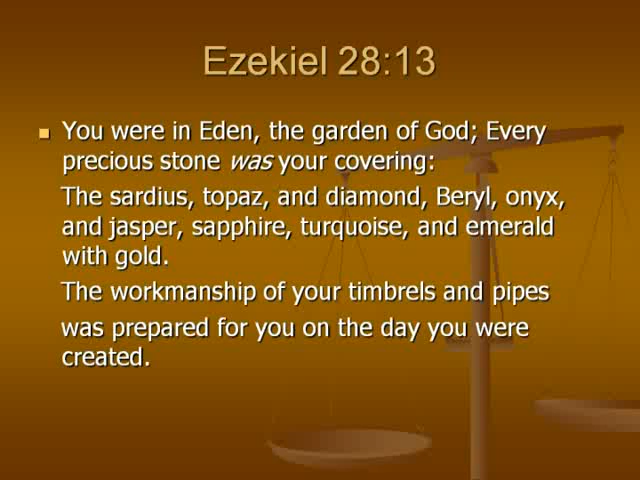 Ezekiel 28:13
You were in Eden, the garden of God; Every
precious stone was your covering:
The sardius, topaz, and diamond, Beryl, onyx,
and jasper, sapphire, turquoise, and emerald
with gold.
The workmanship of your timbrels and pipes
was prepared for you on the day you were
created.